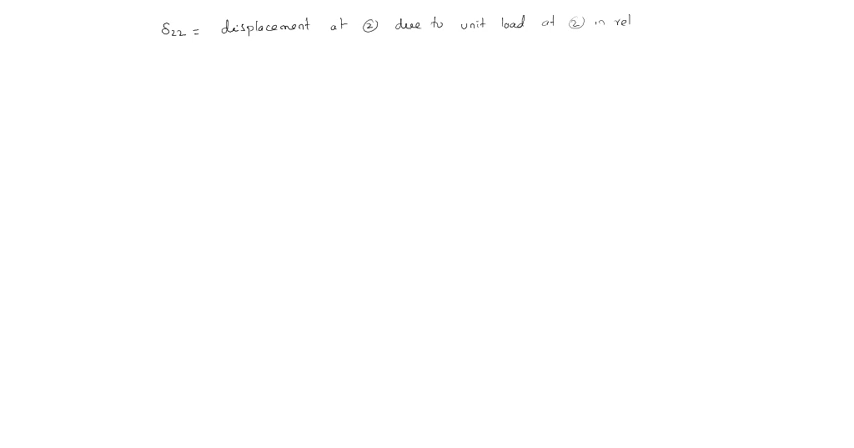 δ₂₂ = displacement at ② due to unit load at ② in rel